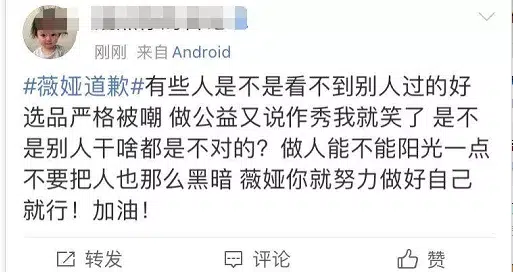 刚刚 来自 Android
#薇娅道歉#有些人是不是看不到别人过的好
选品严格被嘲 做公益又说作秀我就笑了 是不
是别人干啥都是不对的？做人能不能阳光一点
不要把人也那么黑暗 薇娅你就努力做好自己
就行！加油！
转发 评论 赞